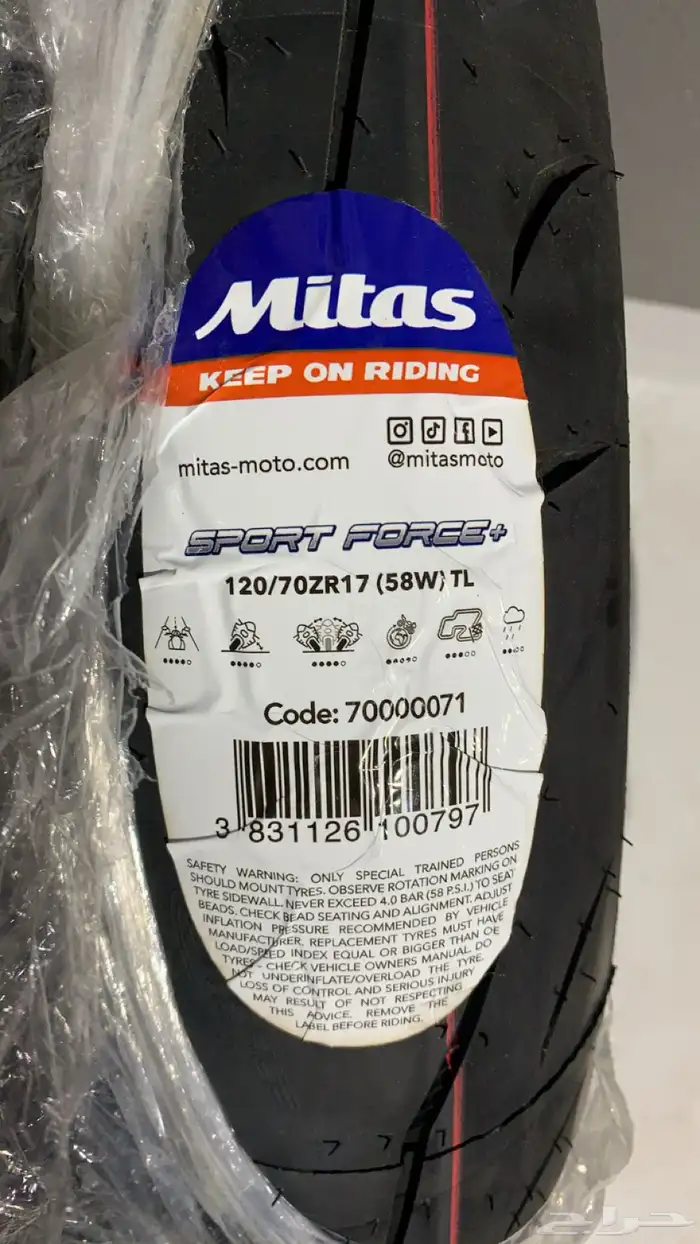 Mitas
KEEP ON RIDING
mitas-moto.com
@mitasmoto
SPORT FORCE+
120/70ZR17 (58W) TL
Code: 70000071
3 831126 100797
SAFETY WARNING: ONLY SPECIAL TRAINED PERSONS
SHOULD MOUNT TYRES. OBSERVE ROTATION MARKING ON
TYRE SIDEWALL. NEVER EXCEED 4.0 BAR (58 P.S.I.) TO SEAT
BEADS. CHECK BEAD SEATING AND ALIGNMENT. ADJUST
INFLATION PRESSURE RECOMMENDED BY VEHICLE
MANUFACTURER. REPLACEMENT TYRES MUST HAVE
LOAD/SPEED INDEX EQUAL OR BIGGER THAN OE
TYRES - CHECK VEHICLE OWNERS MANUAL. DO
NOT UNDERINFLATE/OVERLOAD THE TYRE.
LOSS OF CONTROL AND SERIOUS INJURY
MAY RESULT OF NOT RESPECTING
THIS ADVICE. REMOVE THE
LABEL BEFORE RIDING.
حراج